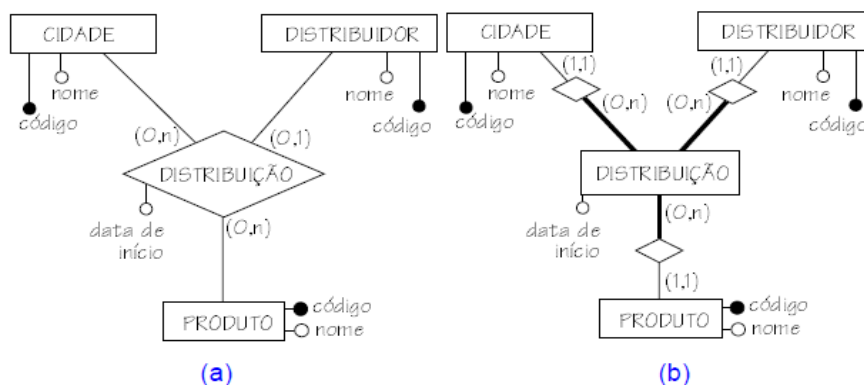 CIDADE
DISTRIBUIDOR
nome
código
nome
código
(0,n)
(0,1)
DISTRIBUIÇÃO
(0,n)
data de
início
código
PRODUTO
nome
(a)
CIDADE
DISTRIBUIDOR
(1,1)
(1,1)
nome
código
nome
código
(0,n)
(0,n)
DISTRIBUIÇÃO
(0,n)
data de
início
(1,1)
código
PRODUTO
nome
(b)